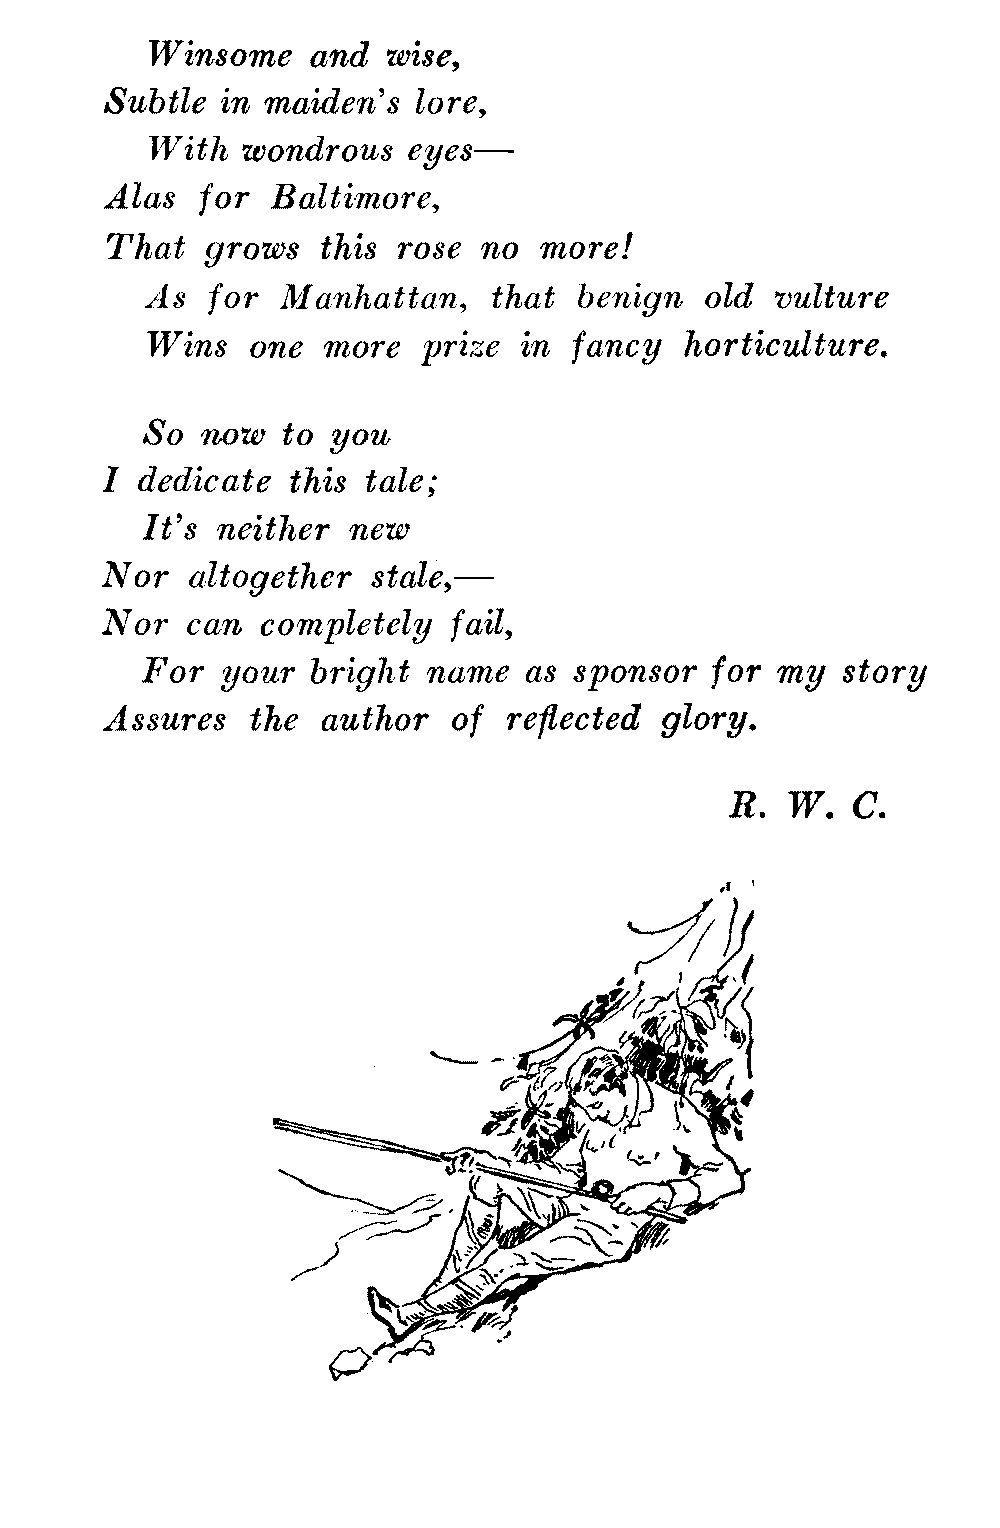 Winsome and wise,
Subtle in maiden's lore,
With wondrous eyes—
Alas for Baltimore,
That grows this rose no more!
As for Manhattan, that benign old vulture
Wins one more prize in fancy horticulture.
So now to you
I dedicate this tale;
It's neither new
Nor altogether stale,—
Nor can completely fail,
For your bright name as sponsor for my story
Assures the author of reflected glory.
R. W. C.